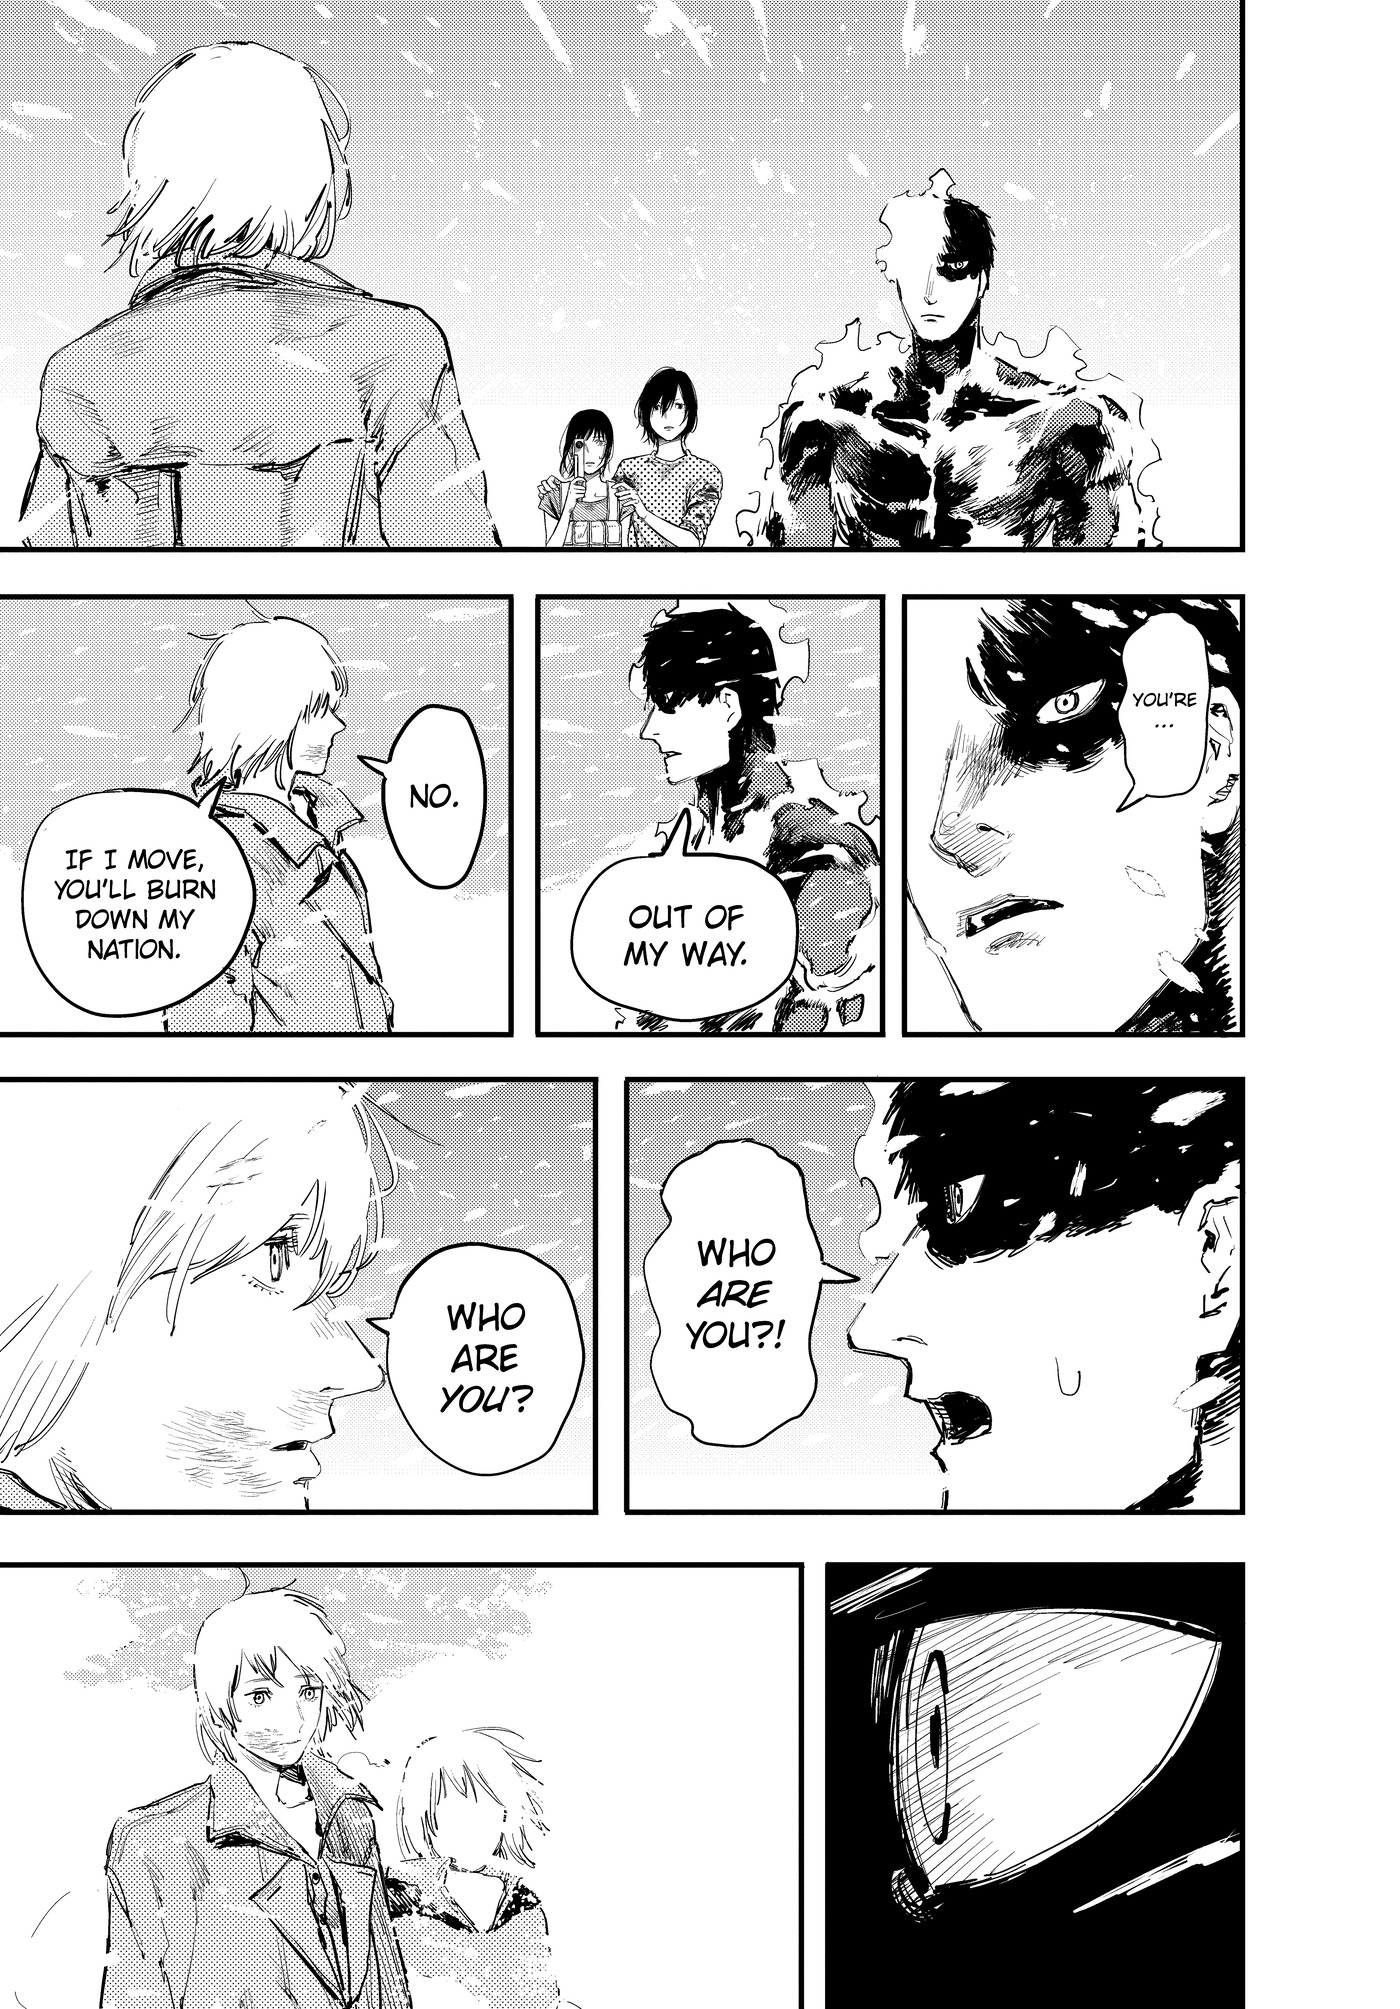 YOU'RE
...
OUT OF
MY WAY.
NO.
IF I MOVE,
YOU'LL BURN
DOWN MY
NATION.
WHO
ARE
YOU?!
WHO
ARE
YOU?